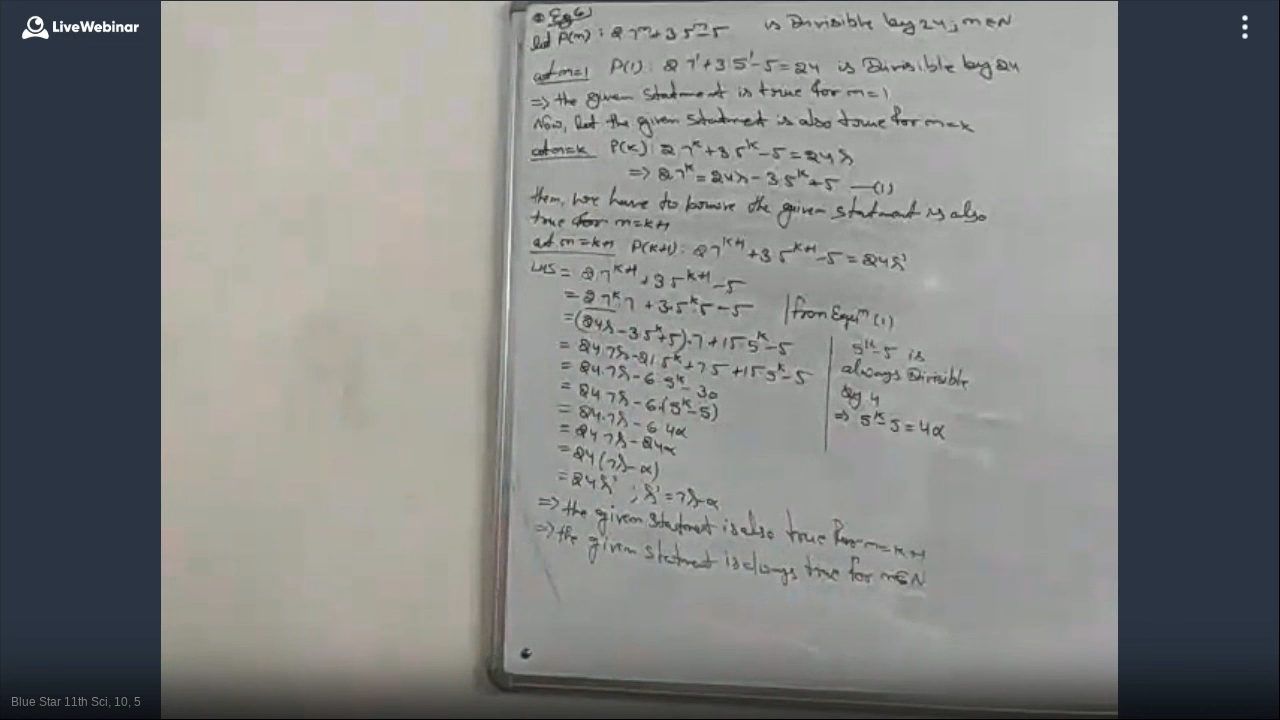 LiveWebinar
Eg 6)
let P(n) : 2 7ⁿ + 3 5ⁿ - 5 is Divisible by 24, n∈N
at n=1 P(1) : 2 7¹ + 3 5¹ - 5 = 24 is Divisible by 24
=> the given Statment is true for n=1
Now, let the given Statment is also true for n=k
at n=k P(k) : 2 7ᵏ + 3 5ᵏ - 5 = 24λ
=> 2 7ᵏ = 24λ - 3 5ᵏ + 5 —(1)
then, we have to prove the given statment is also
true for n=k+1
at n=k+1 P(k+1) : 2 7ᵏ⁺¹ + 3 5ᵏ⁺¹ - 5 = 24λ'
LHS = 2 7ᵏ⁺¹ + 3 5ᵏ⁺¹ - 5
= 2 7ᵏ.7 + 3.5ᵏ.5 - 5 | from Eqⁿ (1)
= (24λ - 3 5ᵏ + 5).7 + 15 5ᵏ - 5
= 24 7λ - 21 5ᵏ + 7 5 + 15 5ᵏ - 5
= 24.7λ - 6 5ᵏ - 30
= 24 7λ - 6.(5ᵏ - 5)
= 24.7λ - 6 4α
= 24 7λ - 24α
= 24 (7λ - α)
= 24λ' ; λ' = 7λ - α
5ᵏ - 5 is
always Divisible
by 4
=> 5ᵏ - 5 = 4α
=> the given statment is also true for n=k+1
=> the given statment is always true for n∈N
Blue Star 11th Sci, 10, 5